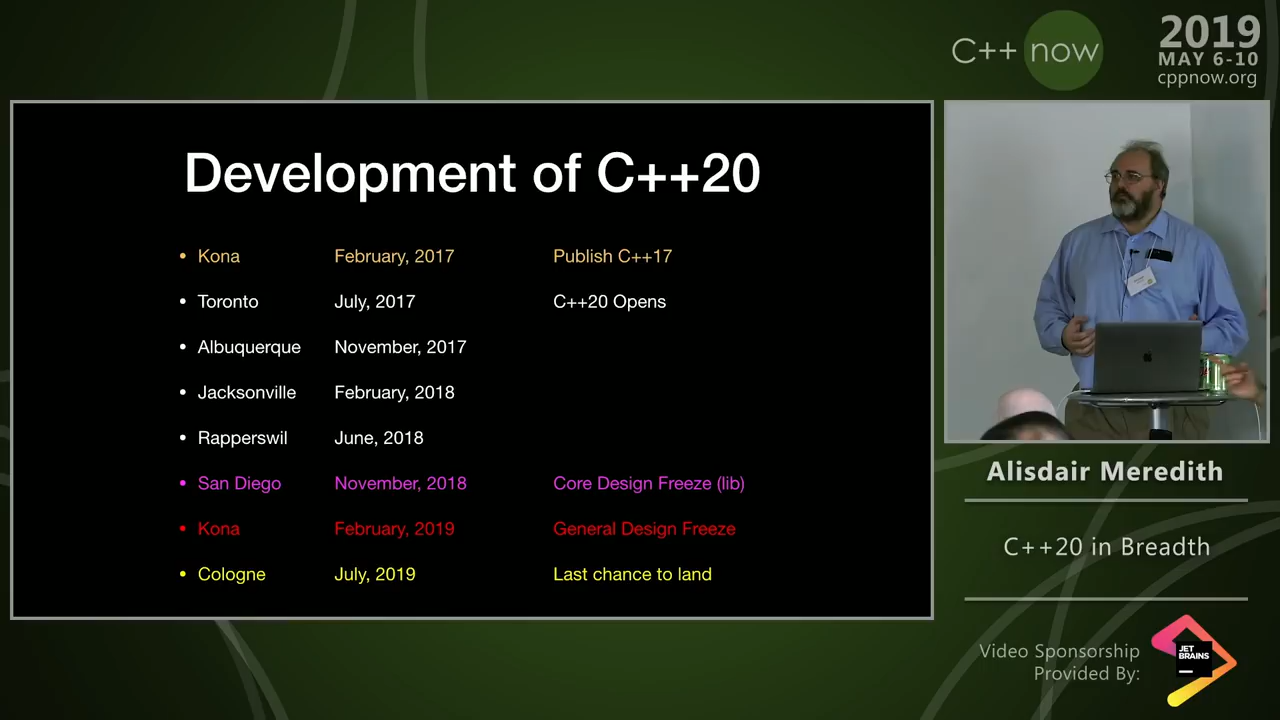 C++ now
2019
MAY 6-10
cppnow.org
Development of C++20
• Kona February, 2017 Publish C++17
• Toronto July, 2017 C++20 Opens
• Albuquerque November, 2017
• Jacksonville February, 2018
• Rapperswil June, 2018
• San Diego November, 2018 Core Design Freeze (lib)
• Kona February, 2019 General Design Freeze
• Cologne July, 2019 Last chance to land
Alisdair Meredith
C++20 in Breadth
Video Sponsorship
Provided By:
JET
BRAINS